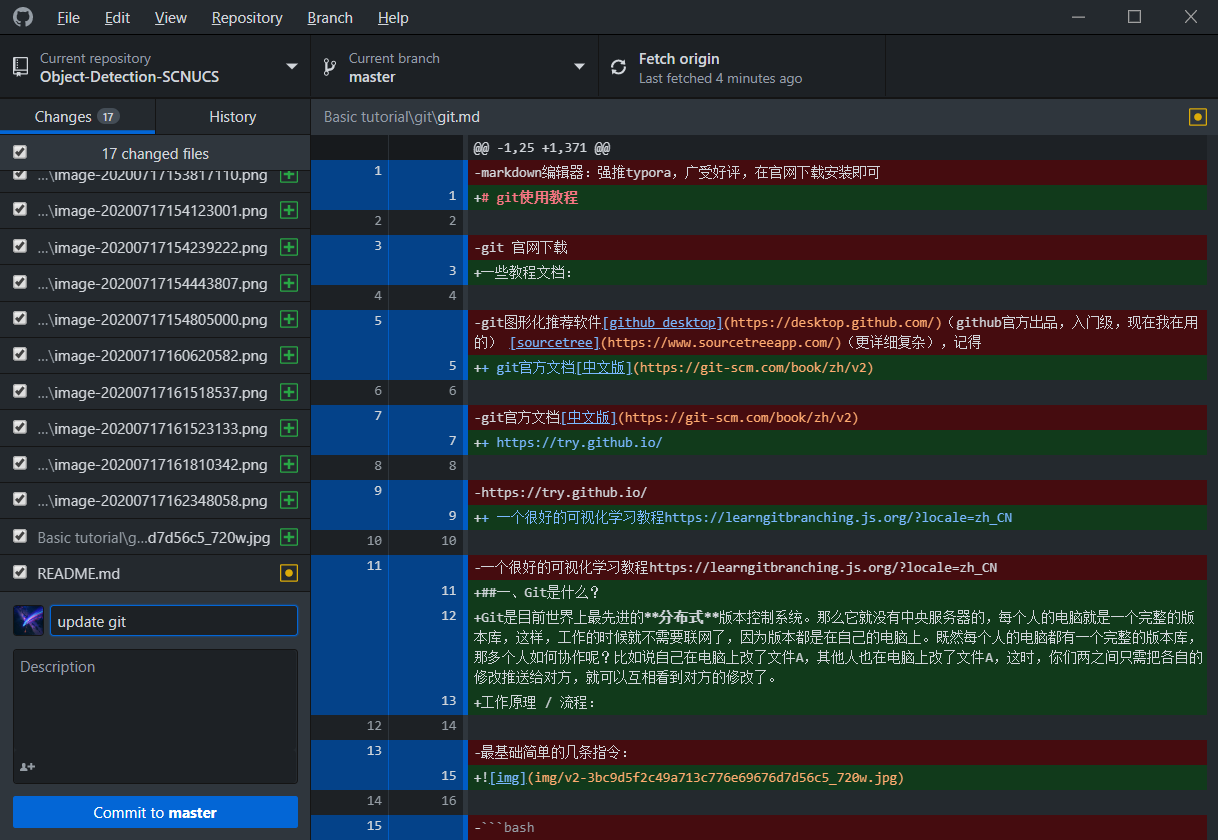 File Edit View Repository Branch Help
Current repository
Object-Detection-SCNUCS
Current branch
master
Fetch origin
Last fetched 4 minutes ago
Changes 17
History
Basic tutorial\git\git.md
17 changed files
...\image-20200717153817110.png
...\image-20200717154123001.png
...\image-20200717154239222.png
...\image-20200717154443807.png
...\image-20200717154805000.png
...\image-20200717160620582.png
...\image-20200717161518537.png
...\image-20200717161523133.png
...\image-20200717161810342.png
...\image-20200717162348058.png
Basic tutorial\g...d7d56c5_720w.jpg
README.md
update git
Description
Commit to master
@@ -1,25 +1,371 @@
1 -markdown编辑器：强推typora，广受好评，在官网下载安装即可
1 +# git使用教程
2 2
3 -git 官网下载
3 +一些教程文档：
4 4
5 -git图形化推荐软件[github desktop](https://desktop.github.com/)（github官方出品，入门级，现在我在用
的） [sourcetree](https://www.sourcetreeapp.com/)（更详细复杂），记得
5 ++ git官方文档[中文版](https://git-scm.com/book/zh/v2)
6 6
7 -git官方文档[中文版](https://git-scm.com/book/zh/v2)
7 ++ https://try.github.io/
8 8
9 -https://try.github.io/
9 ++ 一个很好的可视化学习教程https://learngitbranching.js.org/?locale=zh_CN
10 10
11 -一个很好的可视化学习教程https://learngitbranching.js.org/?locale=zh_CN
11 +##一、Git是什么？
12 +Git是目前世界上最先进的**分布式**版本控制系统。那么它就没有中央服务器的，每个人的电脑就是一个完整的版
本库，这样，工作的时候就不需要联网了，因为版本都是在自己的电脑上。既然每个人的电脑都有一个完整的版本库，
那多个人如何协作呢？比如说自己在电脑上改了文件A，其他人也在电脑上改了文件A，这时，你们两之间只需把各自的
修改推送给对方，就可以互相看到对方的修改了。
13 +工作原理 / 流程：
12 14
13 -最基础简单的几条指令：
15 +![img](img/v2-3bc9d5f2c49a713c776e69676d7d56c5_720w.jpg)
14 16
15 -```bash